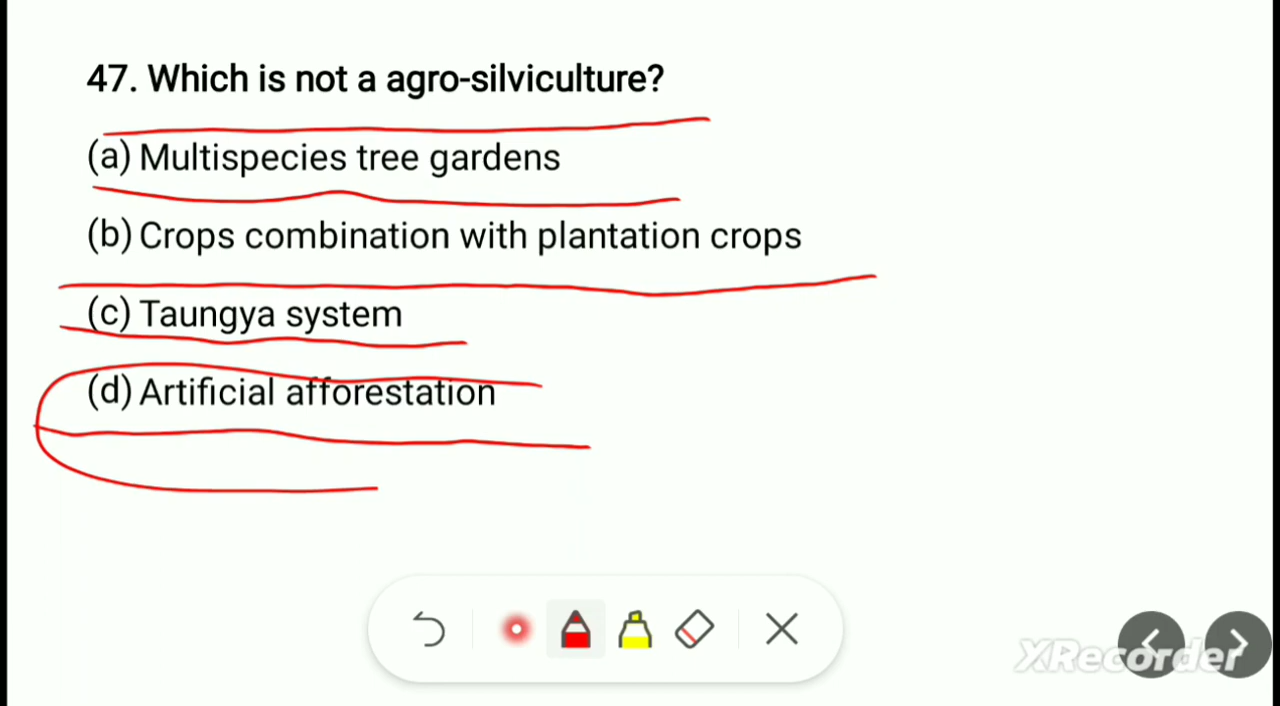 47. Which is not a agro-silviculture?
(a) Multispecies tree gardens
(b) Crops combination with plantation crops
(c) Taungya system
(d) Artificial afforestation
XRecorder